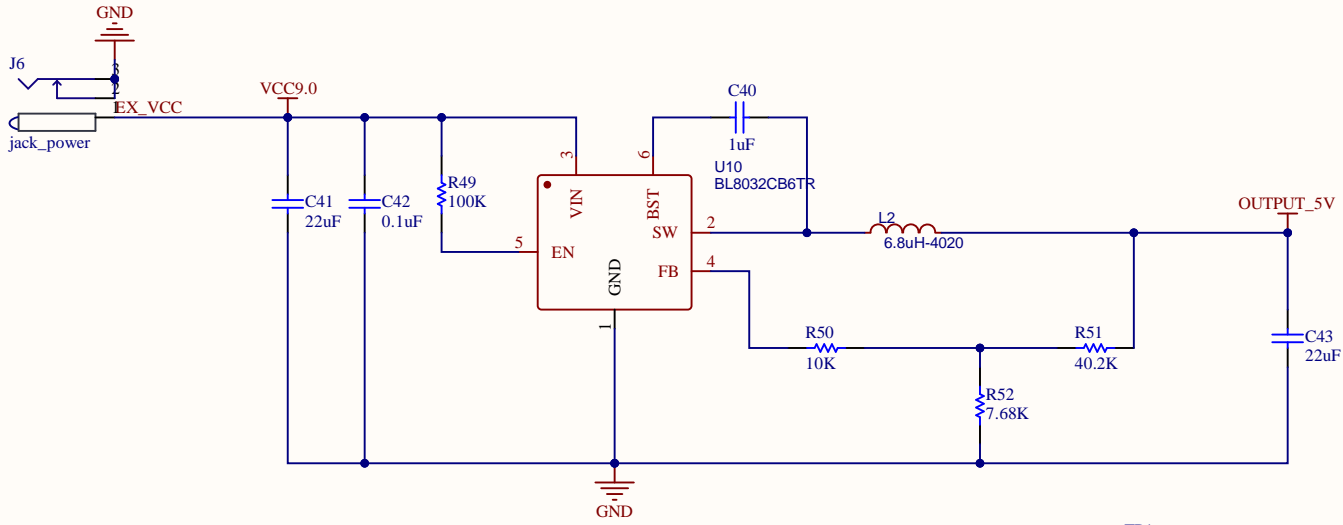 GND
J6
3
2
1
EX_VCC
jack_power
VCC9.0
C41
22uF
C42
0.1uF
R49
100K
5
EN
3
VIN
GND
1
6
BST
SW
2
FB
4
C40
1uF
U10
BL8032CB6TR
L2
6.8uH-4020
R50
10K
R51
40.2K
R52
7.68K
OUTPUT_5V
C43
22uF
GND